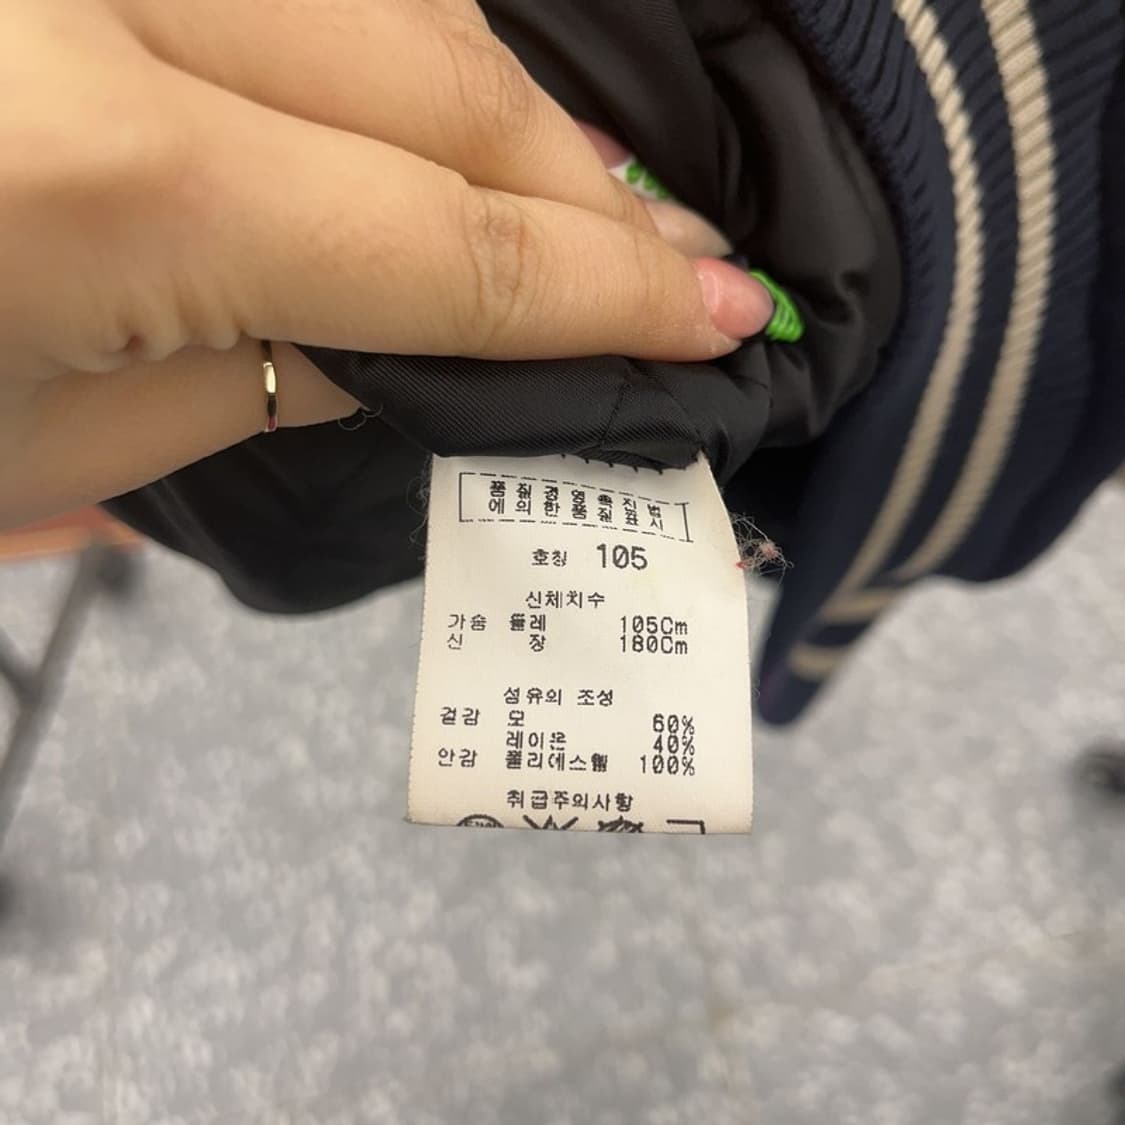 품질경영촉진법
에의한품질표시
호칭 105
신체치수
가슴 둘레 105Cm
신 장 180Cm
섬유의 조성
겉감 모 60%
레이온 40%
안감 폴리에스텔 100%
취급주의사항